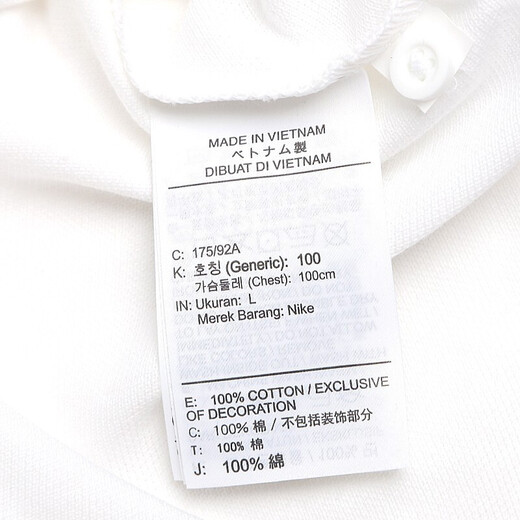 MADE IN VIETNAM
ベトナム製
DIBUAT DI VIETNAM
C: 175/92A
K: 호칭 (Generic): 100
가슴둘레 (Chest): 100cm
IN: Ukuran: L
Merek Barang: Nike
E: 100% COTTON / EXCLUSIVE
OF DECORATION
C: 100% 棉 / 不包括装饰部分
T: 100% 棉
J: 100% 綿